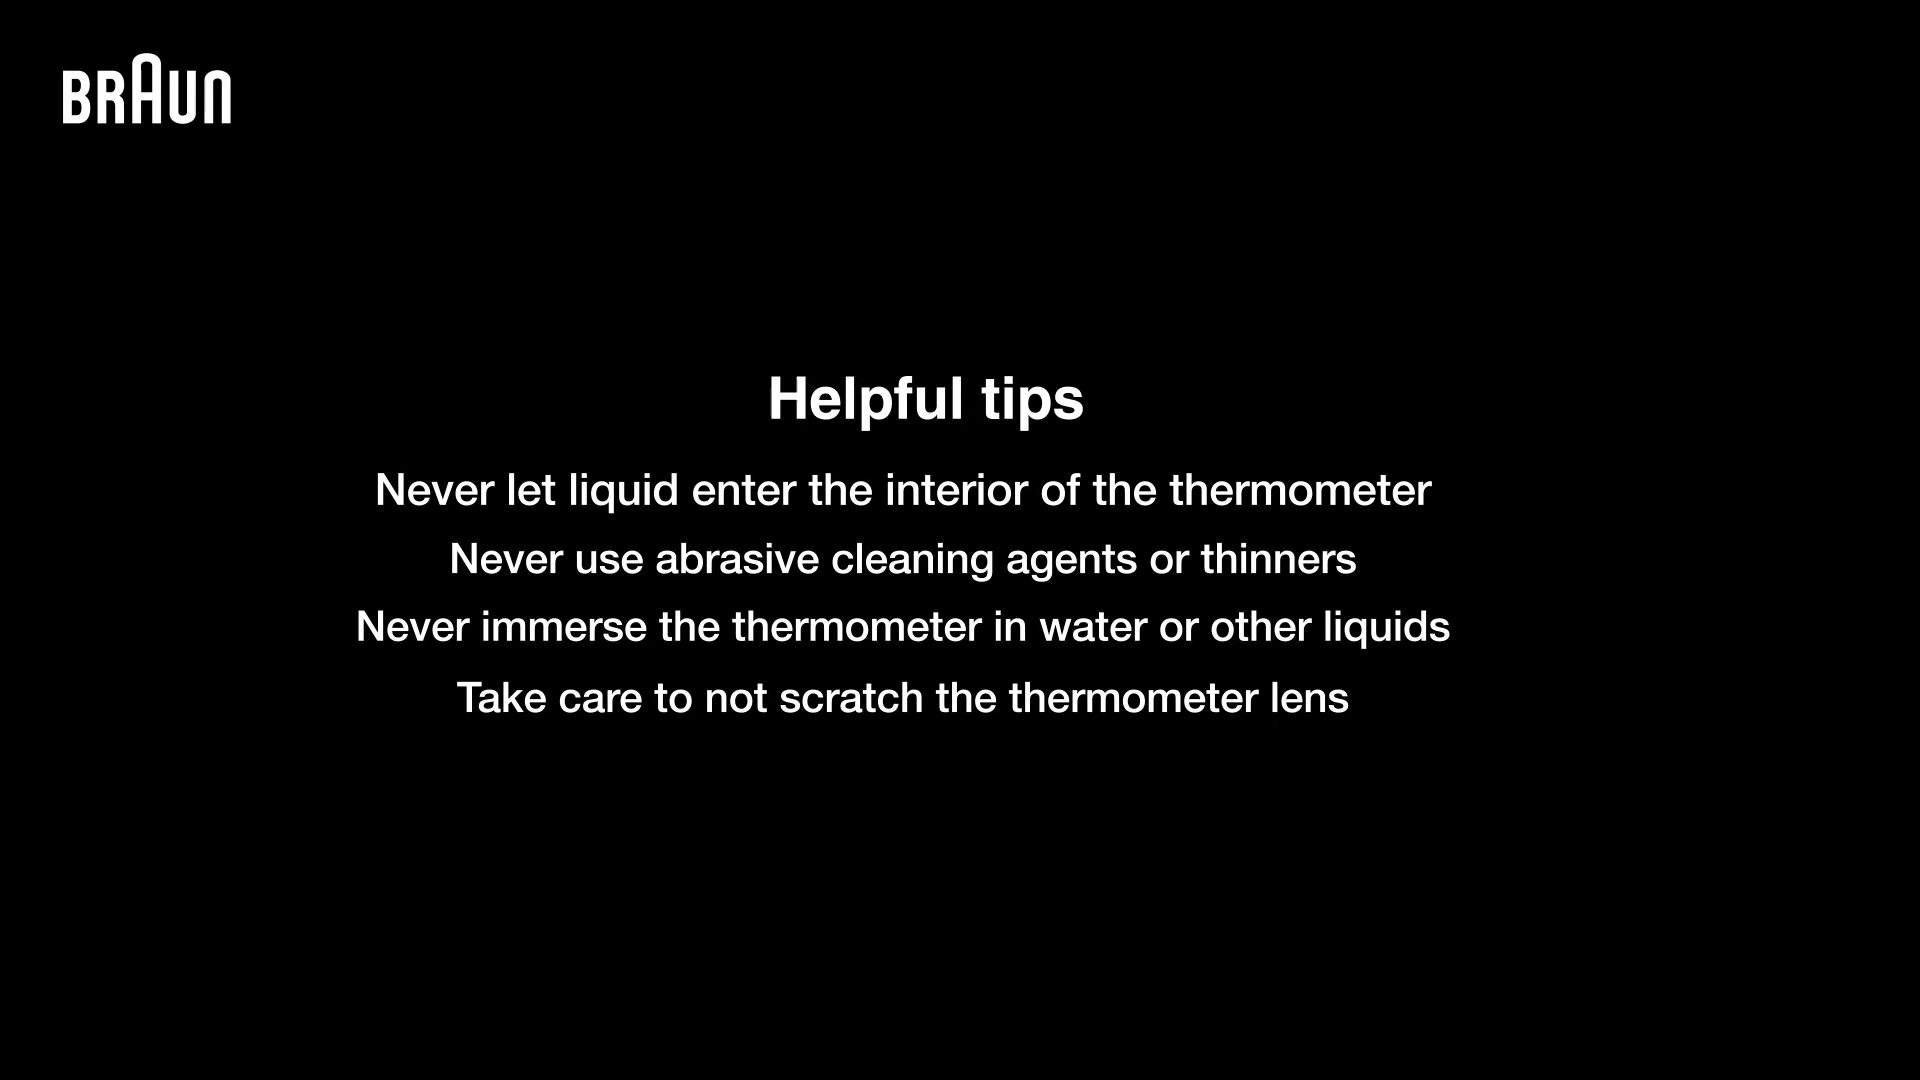 BRAUN
Helpful tips
Never let liquid enter the interior of the thermometer
Never use abrasive cleaning agents or thinners
Never immerse the thermometer in water or other liquids
Take care to not scratch the thermometer lens